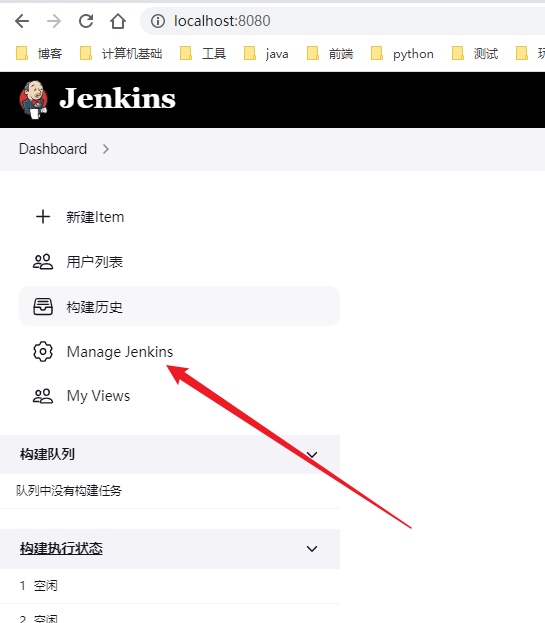 localhost:8080
博客 计算机基础 工具 java 前端 python 测试
Jenkins
Dashboard
新建Item
用户列表
构建历史
Manage Jenkins
My Views
构建队列
队列中没有构建任务
构建执行状态
1 空闲
2 空闲